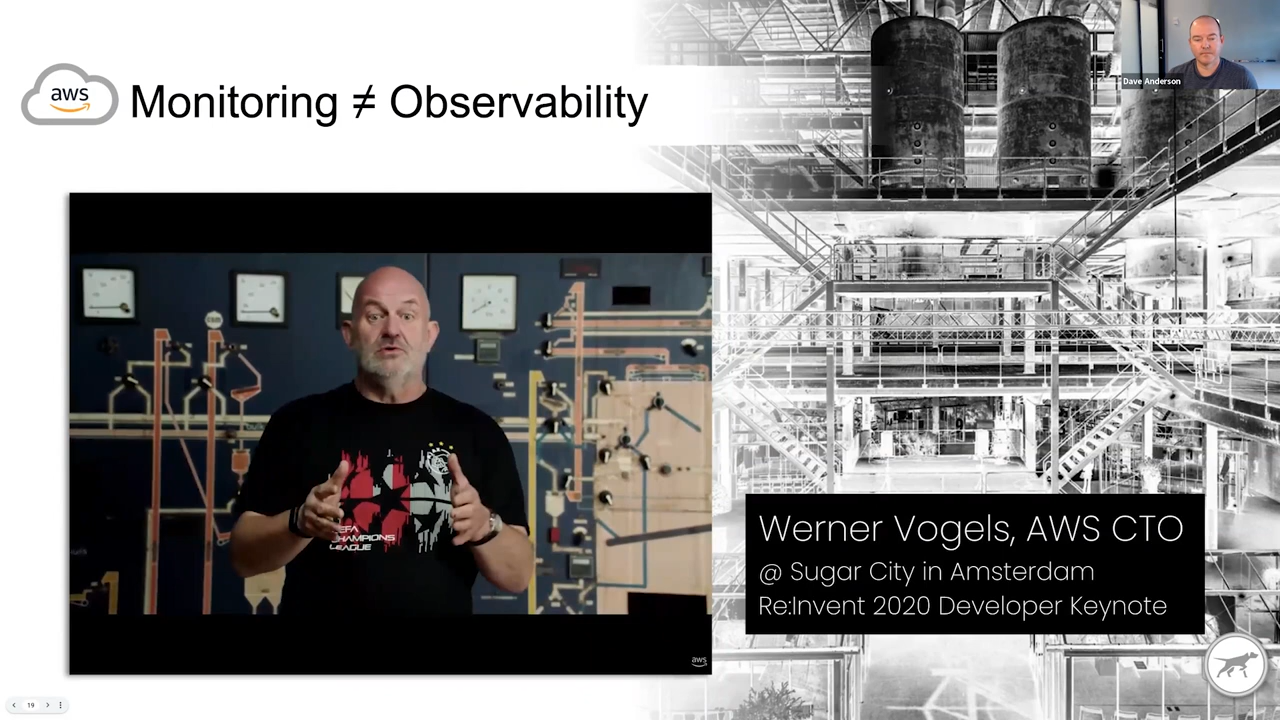 aws
Monitoring ≠ Observability
Dave Anderson
EFA
CHAMPIONS
LEAGUE
aws
Werner Vogels, AWS CTO
@ Sugar City in Amsterdam
Re:Invent 2020 Developer Keynote
19